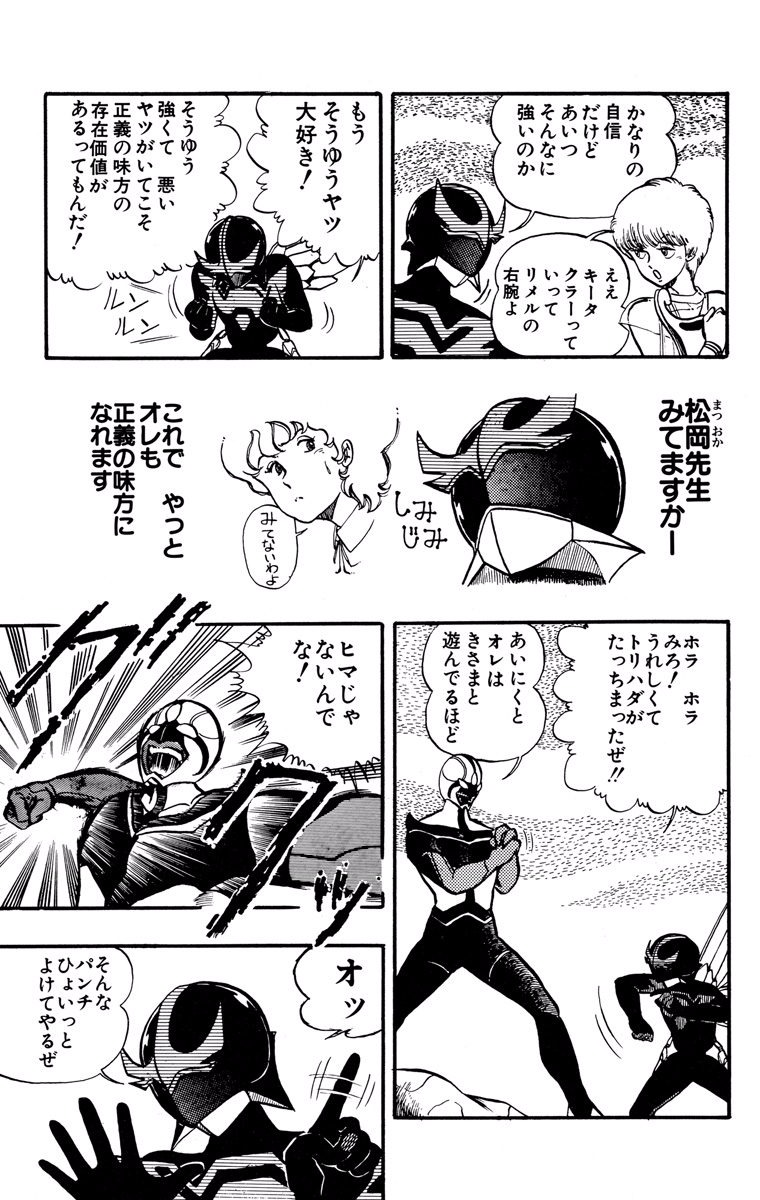 かなりの
自信
だけど
あいつ
そんなに
強いのか
ええ
キータ
クラーって
いって
リメルの
右腕よ
もう
そうゆうヤツ
大好き!
そうゆう
強くて 悪い
ヤツがいてこそ
正義の味方の
存在価値が
あるってもんだ!
ルン
ルン
松岡先生
まつおか
みてますかー
しみ
じみ
みてないわよ
これで やっと
オレも
正義の味方に
なれます
ホラ ホラ
みろ!
うれしくて
トリハダが
たっちまったぜ!!
あいにくと
オレは
きさまと
遊んでるほど
ヒマじゃ
ないんで
な!
オッ
そんな
パンチ
ひょいっと
よけてやるぜ